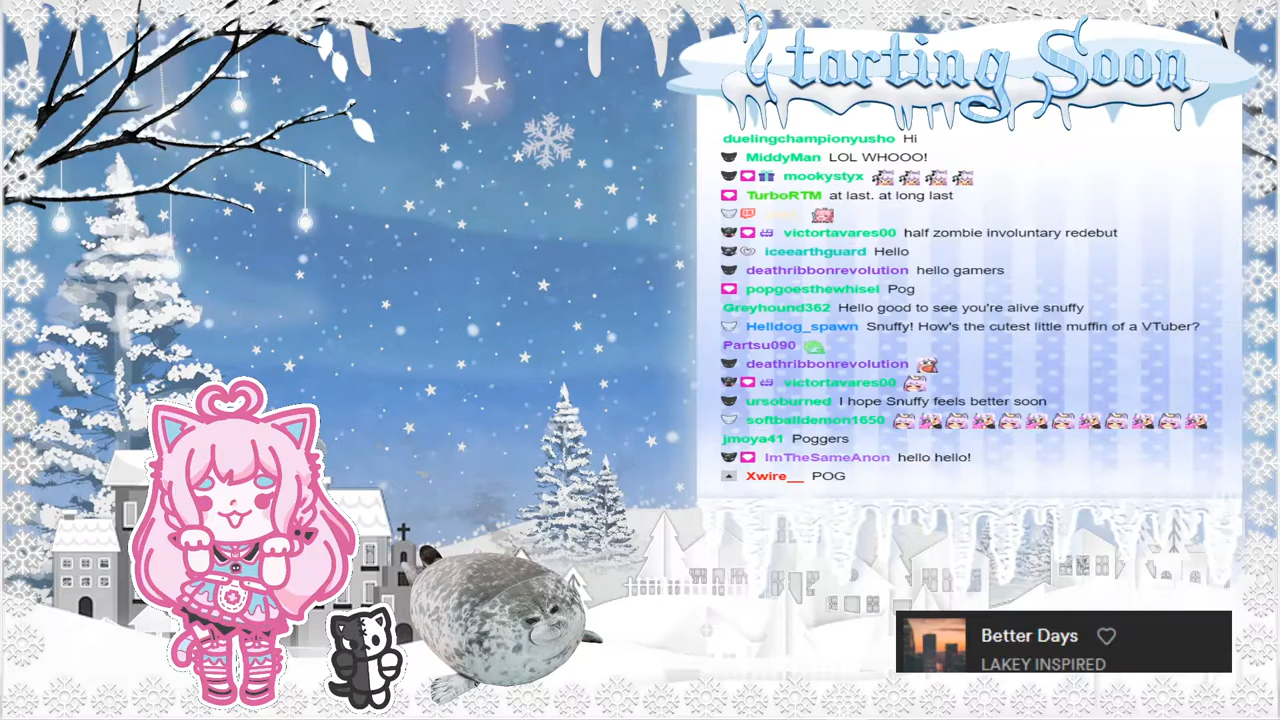 Starting Soon
duelingchampionyusho Hi
MiddyMan LOL WHOOO!
mookystyx
TurboRTM at last. at long last
victortavares00 half zombie involuntary redebut
iceearthguard Hello
deathribbonrevolution hello gamers
popgoesthewhisel Pog
Greyhound362 Hello good to see you're alive snuffy
Helldog_spawn Snuffy! How's the cutest little muffin of a VTuber?
Partsu090
deathribbonrevolution
victortavares00
ursoburned I hope Snuffy feels better soon
softballdemon1650
jmoya41 Poggers
ImTheSameAnon hello hello!
Xwire__ POG
Better Days
LAKEY INSPIRED